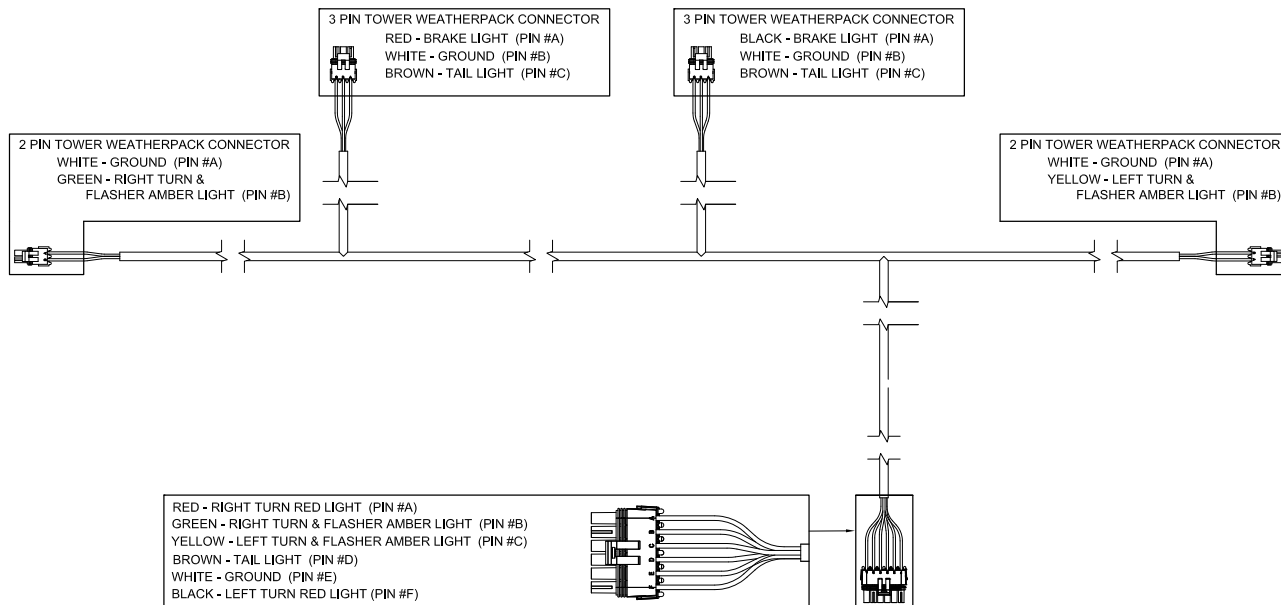 3 PIN TOWER WEATHERPACK CONNECTOR
RED - BRAKE LIGHT (PIN #A)
WHITE - GROUND (PIN #B)
BROWN - TAIL LIGHT (PIN #C)
3 PIN TOWER WEATHERPACK CONNECTOR
BLACK - BRAKE LIGHT (PIN #A)
WHITE - GROUND (PIN #B)
BROWN - TAIL LIGHT (PIN #C)
2 PIN TOWER WEATHERPACK CONNECTOR
WHITE - GROUND (PIN #A)
GREEN - RIGHT TURN &
FLASHER AMBER LIGHT (PIN #B)
2 PIN TOWER WEATHERPACK CONNECTOR
WHITE - GROUND (PIN #A)
YELLOW - LEFT TURN &
FLASHER AMBER LIGHT (PIN #B)
RED - RIGHT TURN RED LIGHT (PIN #A)
GREEN - RIGHT TURN & FLASHER AMBER LIGHT (PIN #B)
YELLOW - LEFT TURN & FLASHER AMBER LIGHT (PIN #C)
BROWN - TAIL LIGHT (PIN #D)
WHITE - GROUND (PIN #E)
BLACK - LEFT TURN RED LIGHT (PIN #F)
A
B
C
D
E
F